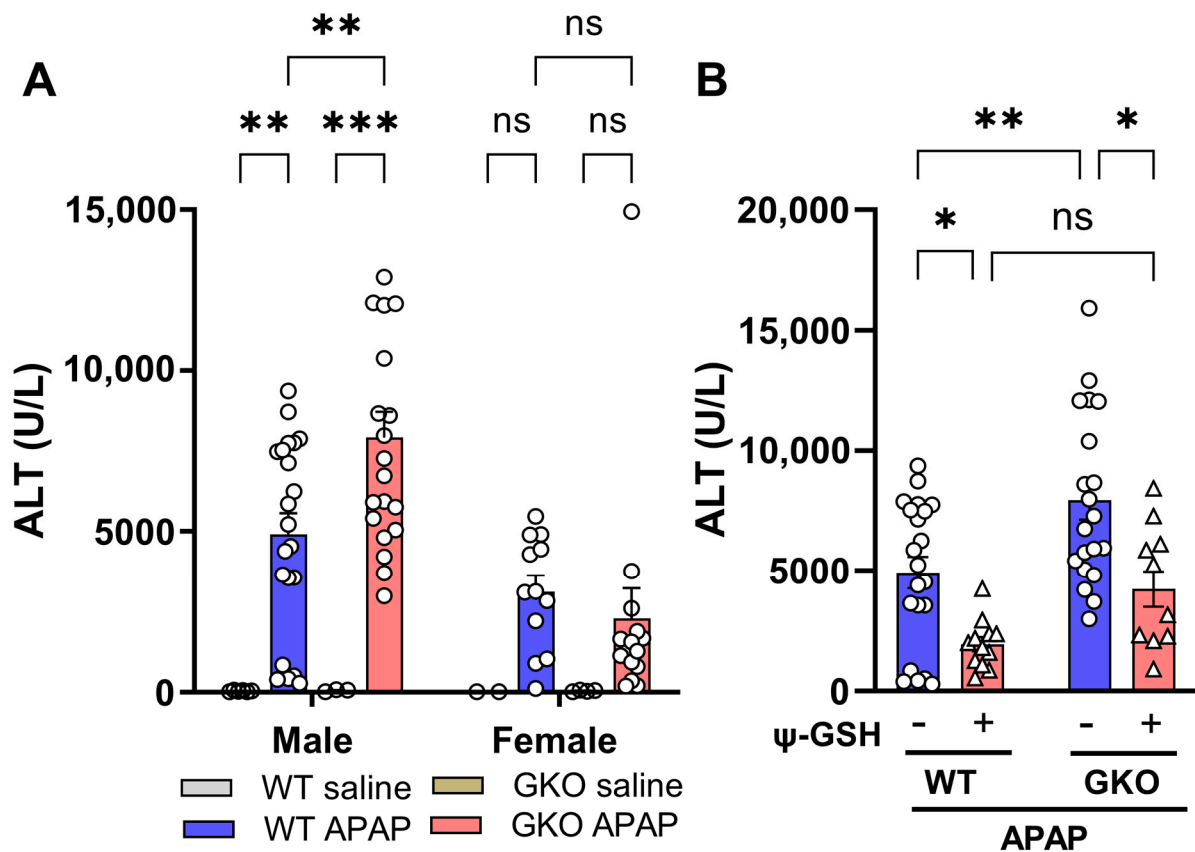 A
** ns
** *** ns ns
15,000
10,000
5000
0
ALT (U/L)
Male Female
WT saline GKO saline
WT APAP GKO APAP
B
** *
* ns
20,000
15,000
10,000
5000
0
ALT (U/L)
ψ-GSH - + - +
WT GKO
APAP